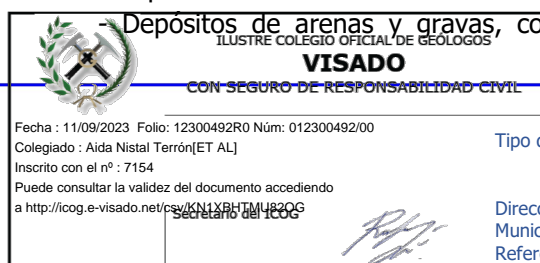 - Depósitos de arenas y gravas, co
ILUSTRE COLEGIO OFICIAL DE GEÓLOGOS
VISADO
CON SEGURO DE RESPONSABILIDAD CIVIL
Fecha : 11/09/2023 Folio: 12300492R0 Núm: 012300492/00
Colegiado : Aida Nistal Terrón[ET AL]
Inscrito con el nº : 7154
Puede consultar la validez del documento accediendo
a http://icog.e-visado.net/csv/KN1XBHTMU82QG
Secretario del ICOG
Tipo d
Direcc
Munic
Refer